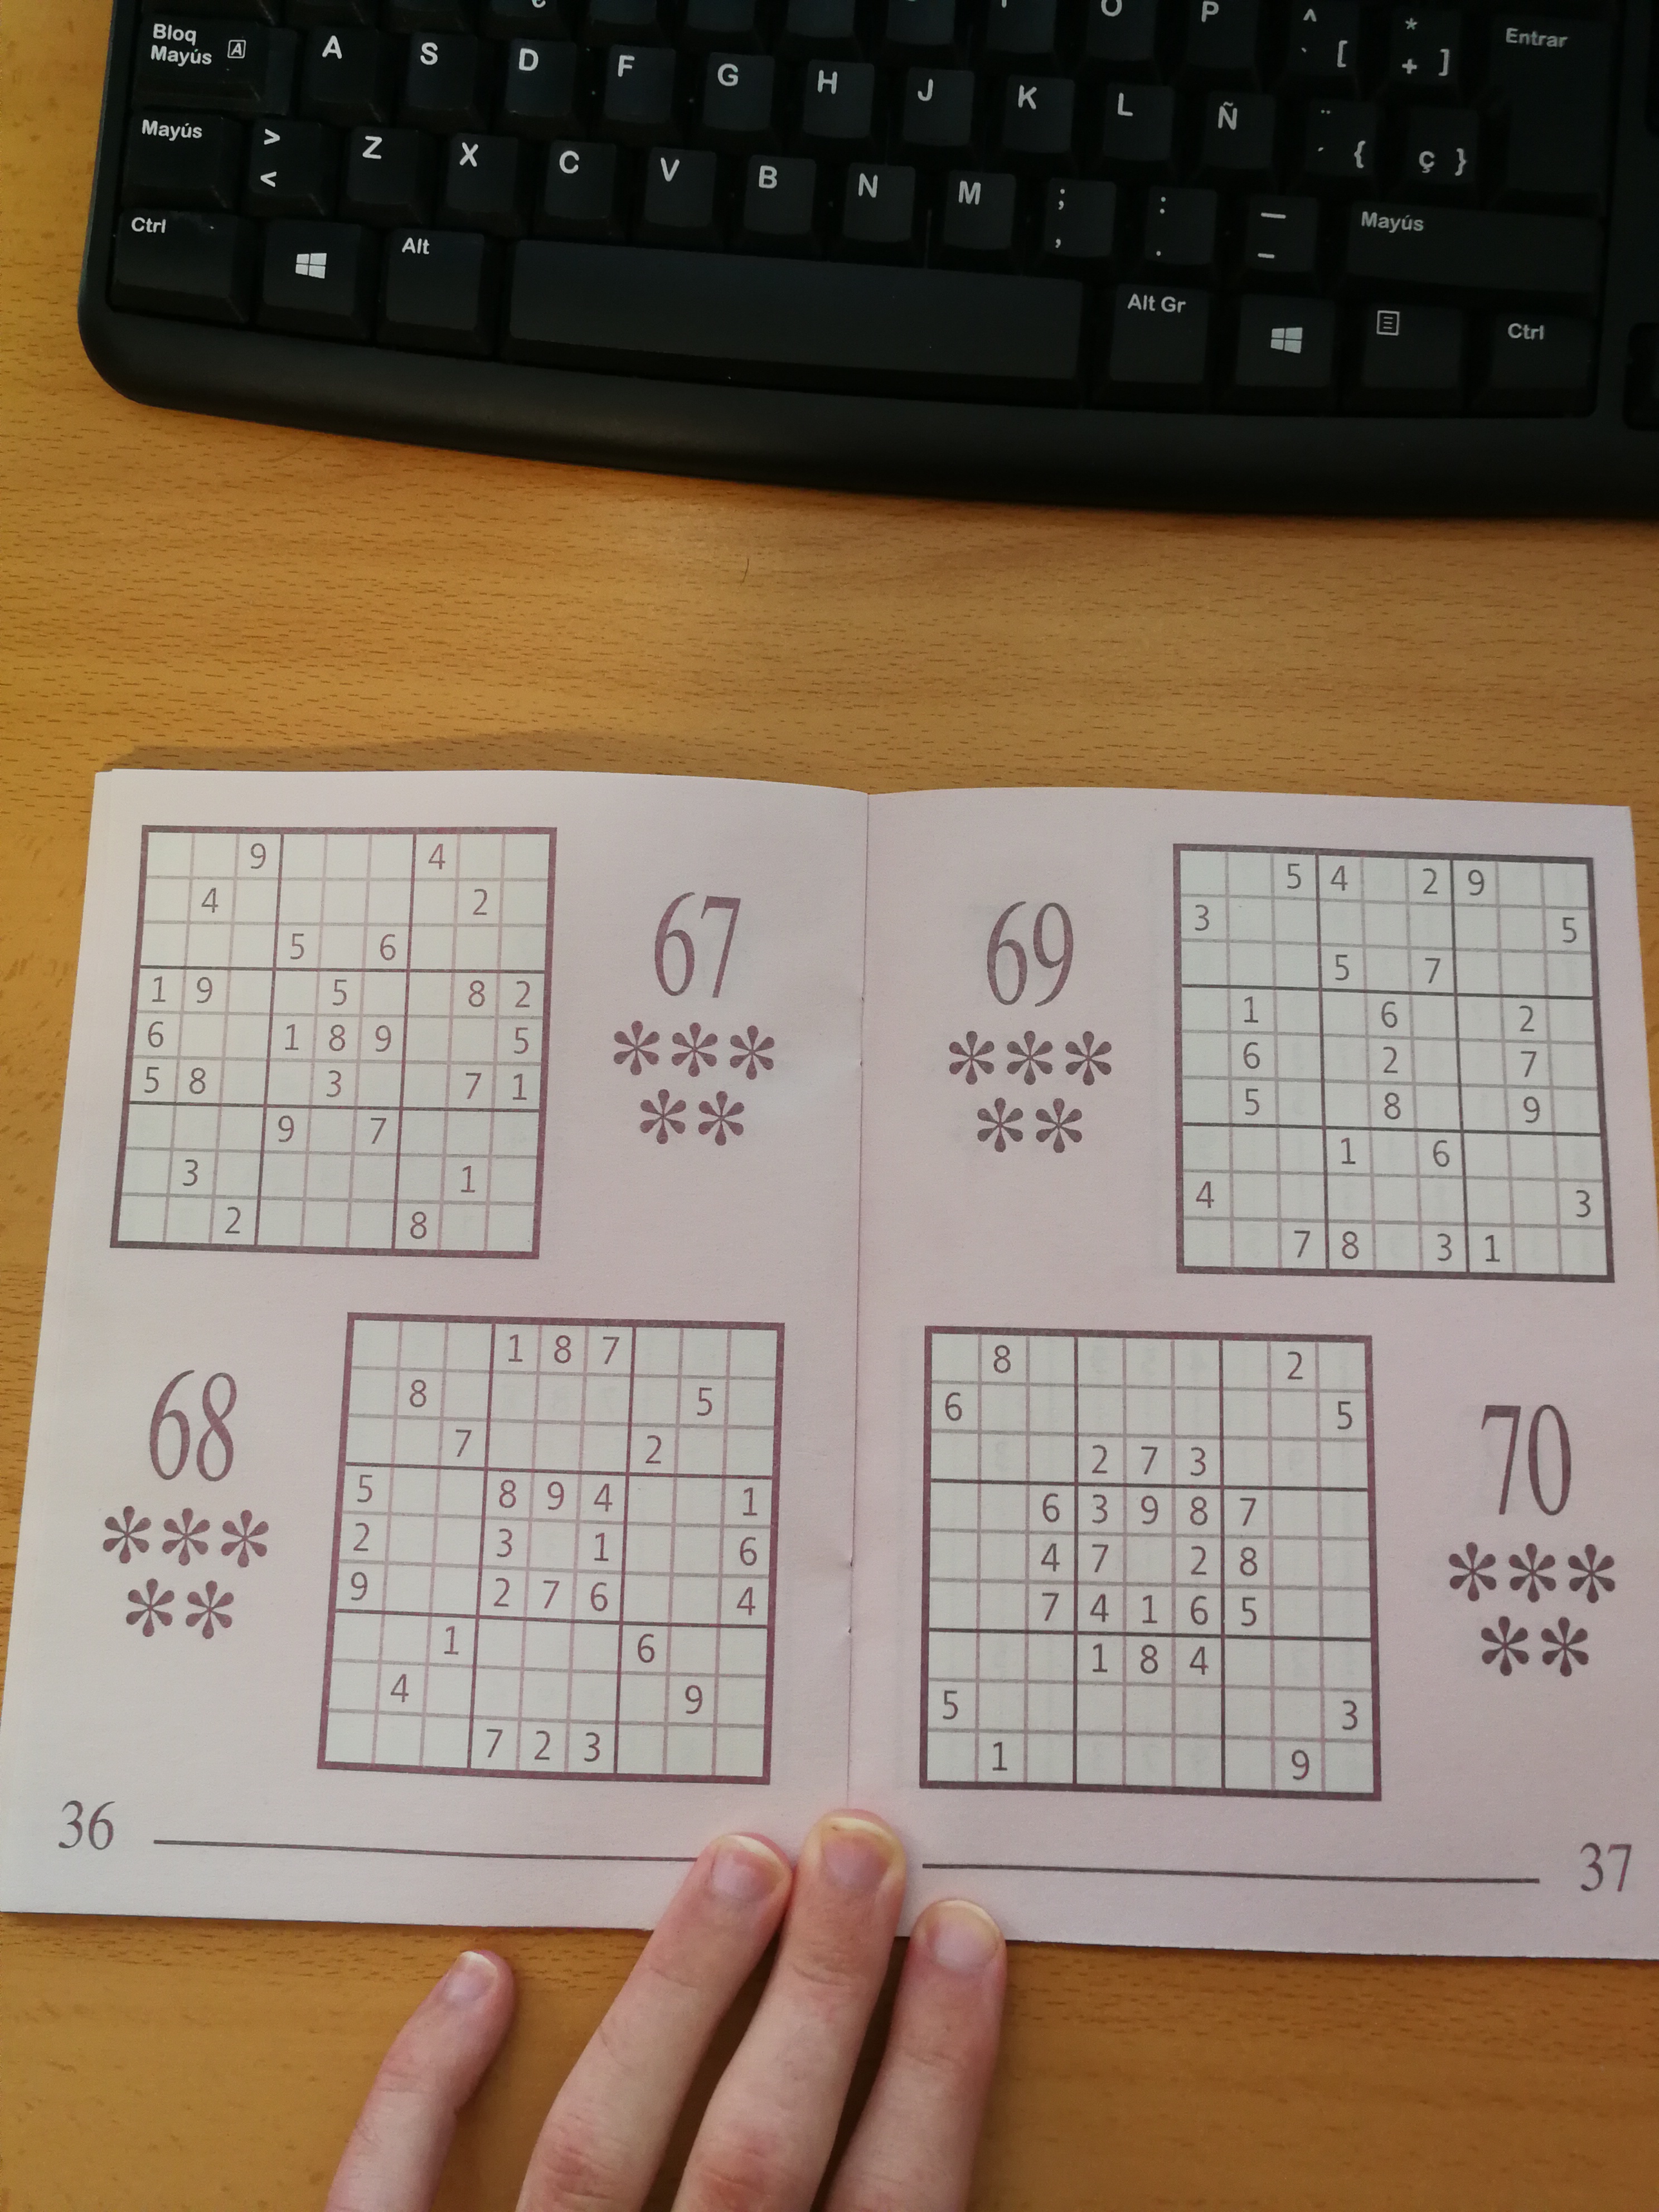 O P ^ ` [ * + ] Entrar
Bloq Mayús A A S D F G H J K L Ñ ¨ ´ { ç }
Mayús > < Z X C V B N M ; , : . — – Mayús
Ctrl Alt Alt Gr Ctrl
9 4
4 2
5 6
1 9 5 8 2
6 1 8 9 5
5 8 3 7 1
9 7
3 1
2 8
67
1 8 7
8 5
7 2
5 8 9 4 1
2 3 1 6
9 2 7 6 4
1 6
4 9
7 2 3
68
36
69
5 4 2 9
3 5
5 7
1 6 2
6 2 7
5 8 9
1 6
4 3
7 8 3 1
8 2
6 5
2 7 3
6 3 9 8 7
4 7 2 8
7 4 1 6 5
1 8 4
5 3
1 9
70
37